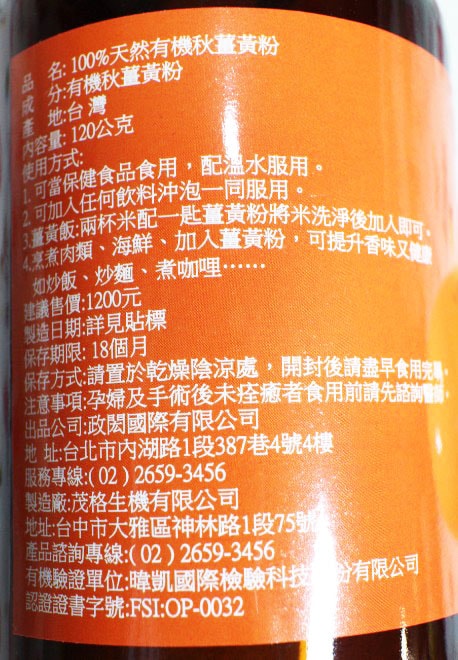 品 名: 100%天然有機秋薑黃粉
成 分:有機秋薑黃粉
產 地:台 灣
內容量: 120公克
使用方式:
1. 可當保健食品食用，配溫水服用。
2. 可加入任何飲料沖泡一同服用。
3.薑黃飯:兩杯米配一匙薑黃粉將米洗淨後加入即可。
4.烹煮肉類、海鮮、加入薑黃粉，可提升香味又健康
如炒飯、炒麵、煮咖哩⋯⋯
建議售價:1200元
製造日期:詳見貼標
保存期限: 18個月
保存方式:請置於乾燥陰涼處，開封後請盡早食用完畢。
注意事項:孕婦及手術後未痊癒者食用前請先諮詢醫師。
出品公司:政閎國際有限公司
地 址:台北市內湖路1段387巷4號4樓
服務專線:( 02 ) 2659-3456
製造廠:茂格生機有限公司
地址:台中市大雅區神林路1段75號
產品諮詢專線:( 02 ) 2659-3456
有機驗證單位:暐凱國際檢驗科技股份有限公司
認證證書字號:FSI:OP-0032